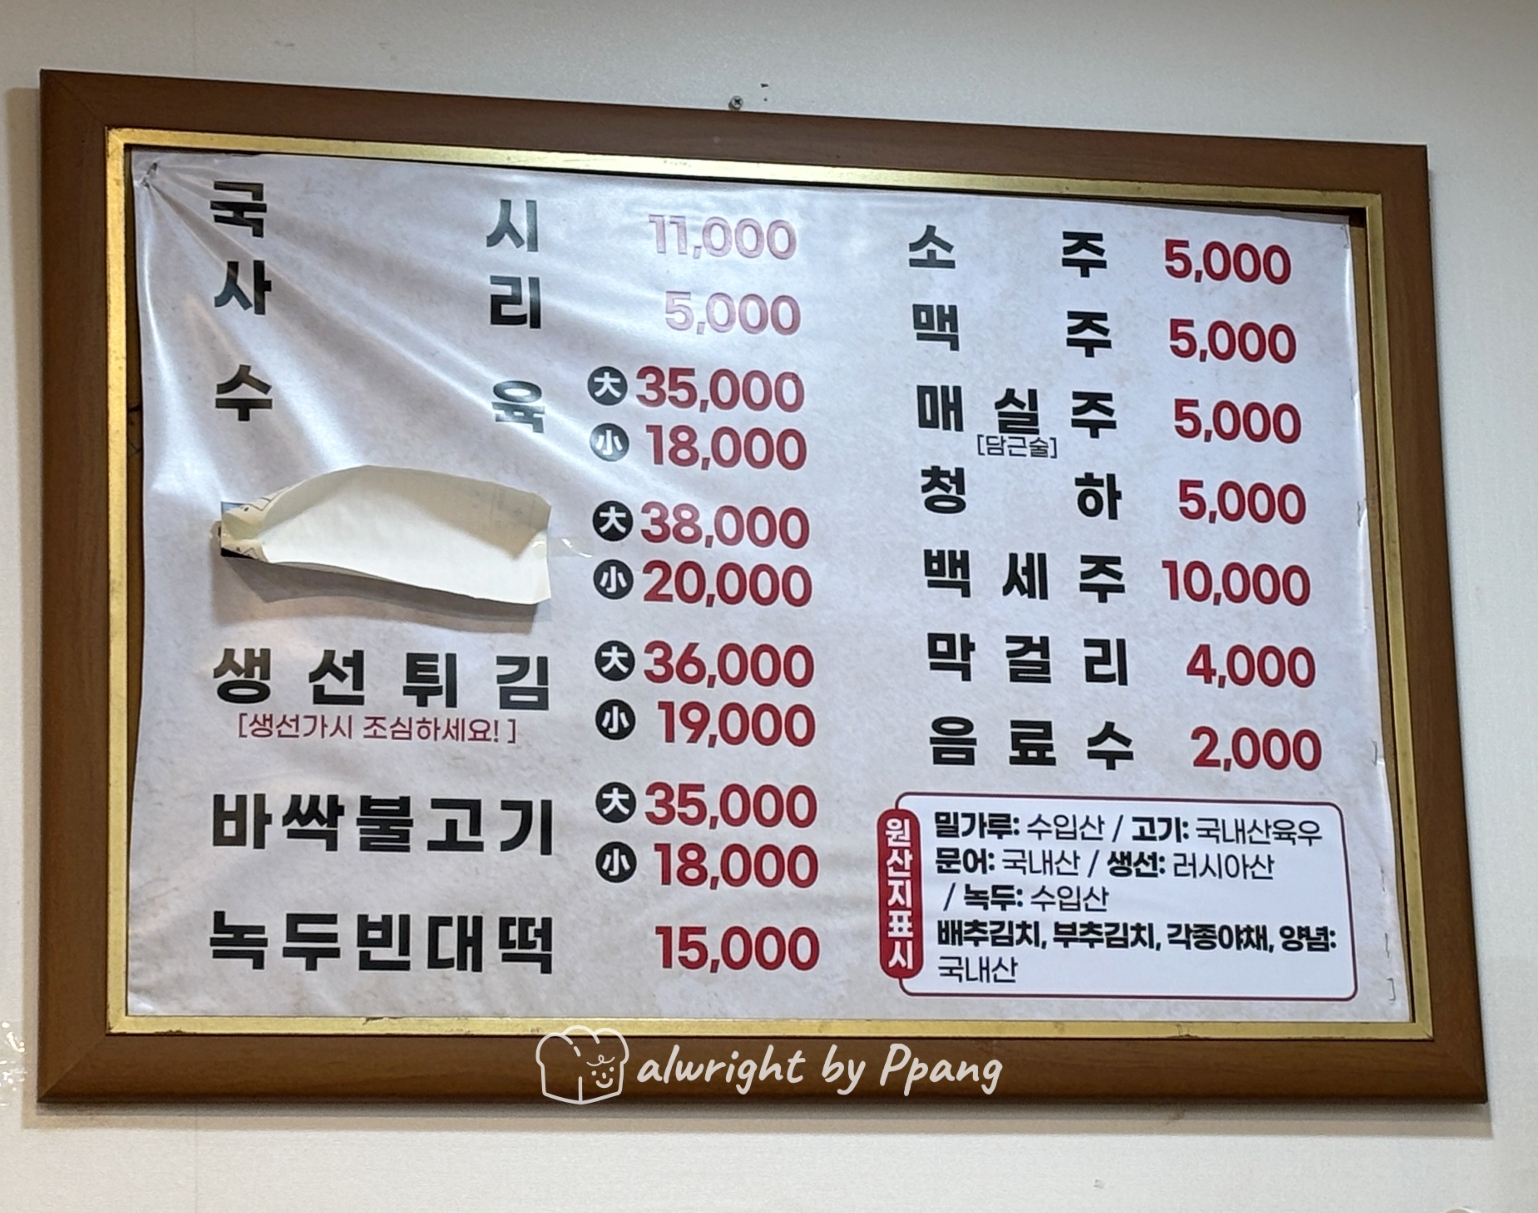 국시 11,000
사리 5,000
수육 大 35,000
小 18,000
大 38,000
小 20,000
생선튀김 大 36,000
[생선가시 조심하세요!] 小 19,000
바싹불고기 大 35,000
小 18,000
녹두빈대떡 15,000
소주 5,000
맥주 5,000
매실주 5,000
[담근술]
청하 5,000
백세주 10,000
막걸리 4,000
음료수 2,000
원산지표시
밀가루: 수입산 / 고기: 국내산육우
문어: 국내산 / 생선: 러시아산
/ 녹두: 수입산
배추김치, 부추김치, 각종야채, 양념:
국내산
alwright by Ppang